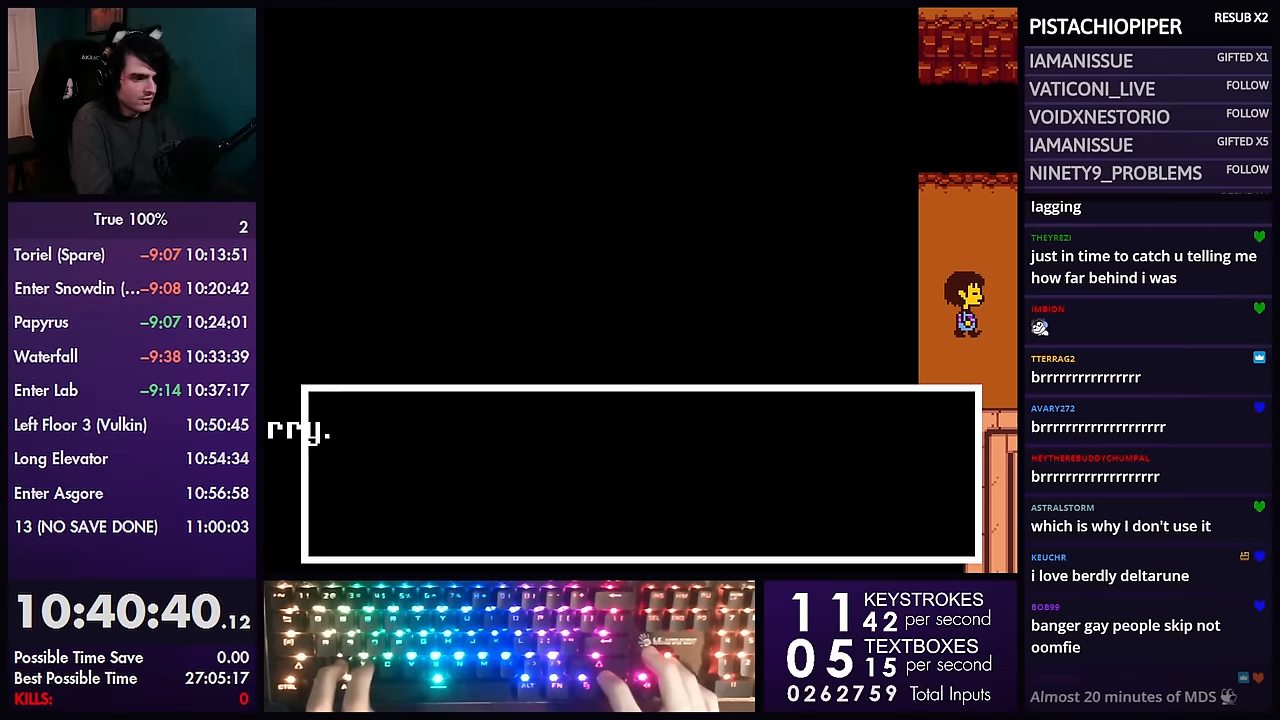 True 100%
2
Toriel (Spare) –9:07 10:13:51
Enter Snowdin (...–9:08 10:20:42
Papyrus –9:07 10:24:01
Waterfall –9:38 10:33:39
Enter Lab –9:14 10:37:17
Left Floor 3 (Vulkin) 10:50:45
Long Elevator 10:54:34
Enter Asgore 10:56:58
13 (NO SAVE DONE) 11:00:03
10:40:40.12
Possible Time Save 0.00
Best Possible Time 27:05:17
KILLS: 0
rry.
11 KEYSTROKES
42 per second
05 TEXTBOXES
15 per second
0262759 Total Inputs
PISTACHIOPIPER RESUB X2
IAMANISSUE GIFTED X1
VATICONI_LIVE FOLLOW
VOIDXNESTORIO FOLLOW
IAMANISSUE GIFTED X5
NINETY9_PROBLEMS FOLLOW
lagging
THEYREZI
just in time to catch u telling me
how far behind i was
IMBION
TTERRAG2
brrrrrrrrrrrrrrrr
AVARY272
brrrrrrrrrrrrrrrrrrrr
HEYTHEREBUDDYCHUMPAL
brrrrrrrrrrrrrrrrrrr
ASTRALSTORM
which is why I don't use it
KEUCHR
i love berdly deltarune
BOB99
banger gay people skip not
oomfie
Almost 20 minutes of MDS